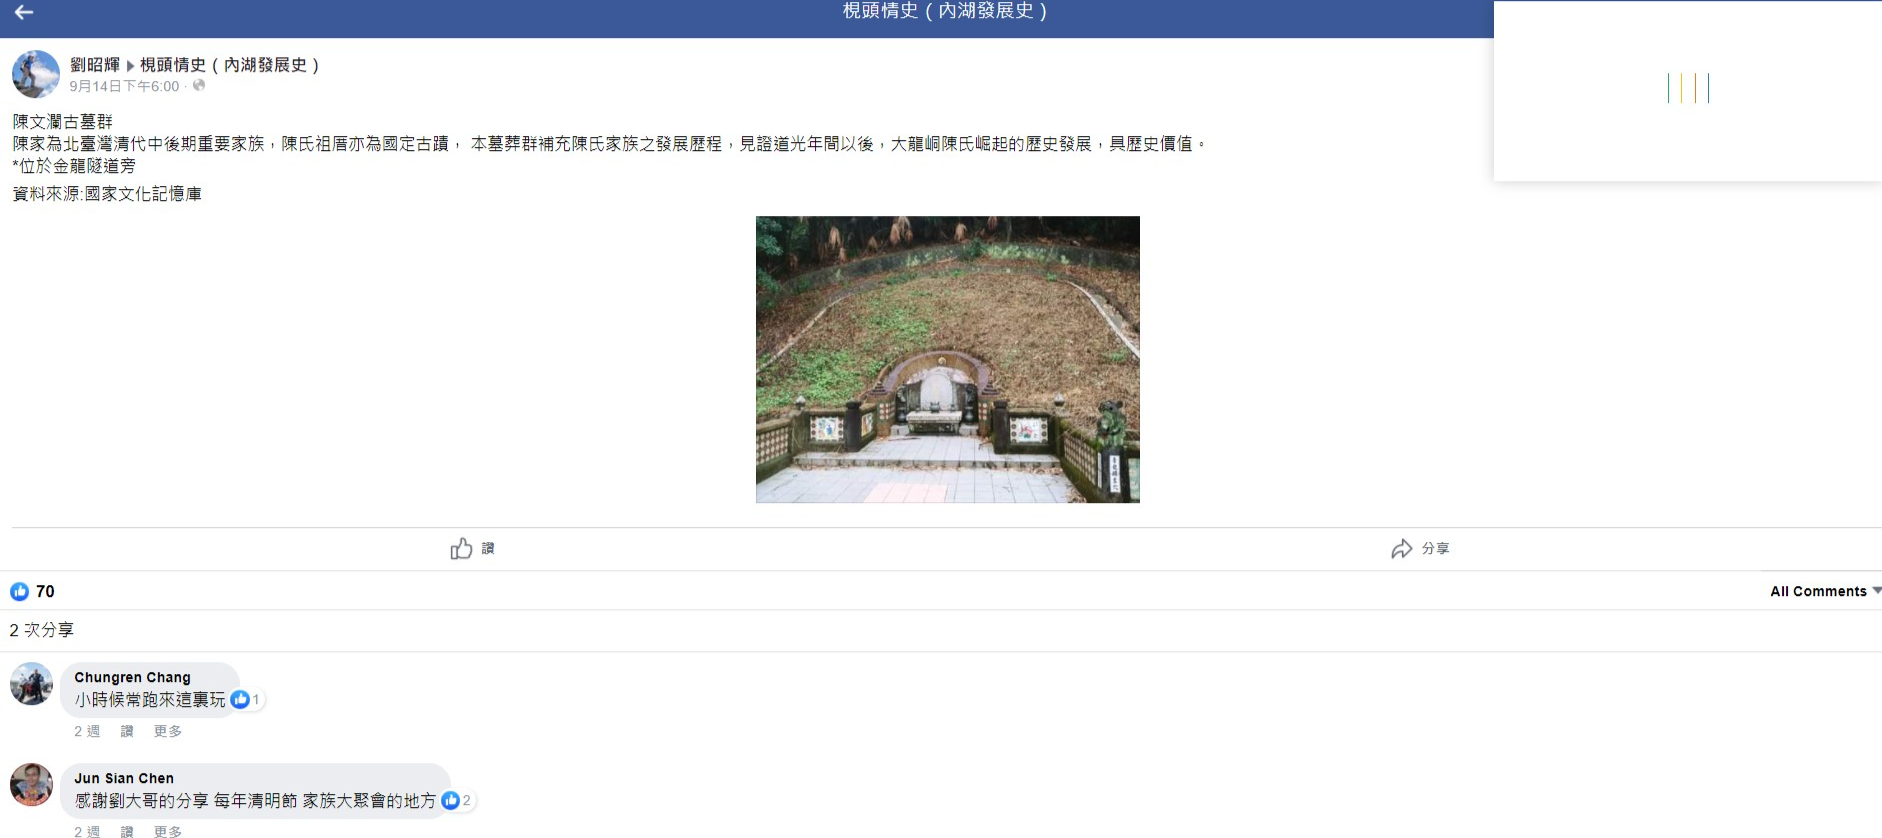 梘頭情史（內湖發展史）
劉昭輝 ▸ 梘頭情史（內湖發展史）
9月14日下午6:00 ·
陳文瀾古墓群
陳家為北臺灣清代中後期重要家族，陳氏祖厝亦為國定古蹟， 本墓葬群補充陳氏家族之發展歷程，見證道光年間以後，大龍峒陳氏崛起的歷史發展，具歷史價值。
*位於金龍隧道旁
資料來源:國家文化記憶庫
讚
分享
70
All Comments
2 次分享
Chungren Chang
小時候常跑來這裏玩
1
2 週 讚 更多
Jun Sian Chen
感謝劉大哥的分享 每年清明節 家族大聚會的地方
2
2 週 讚 更多